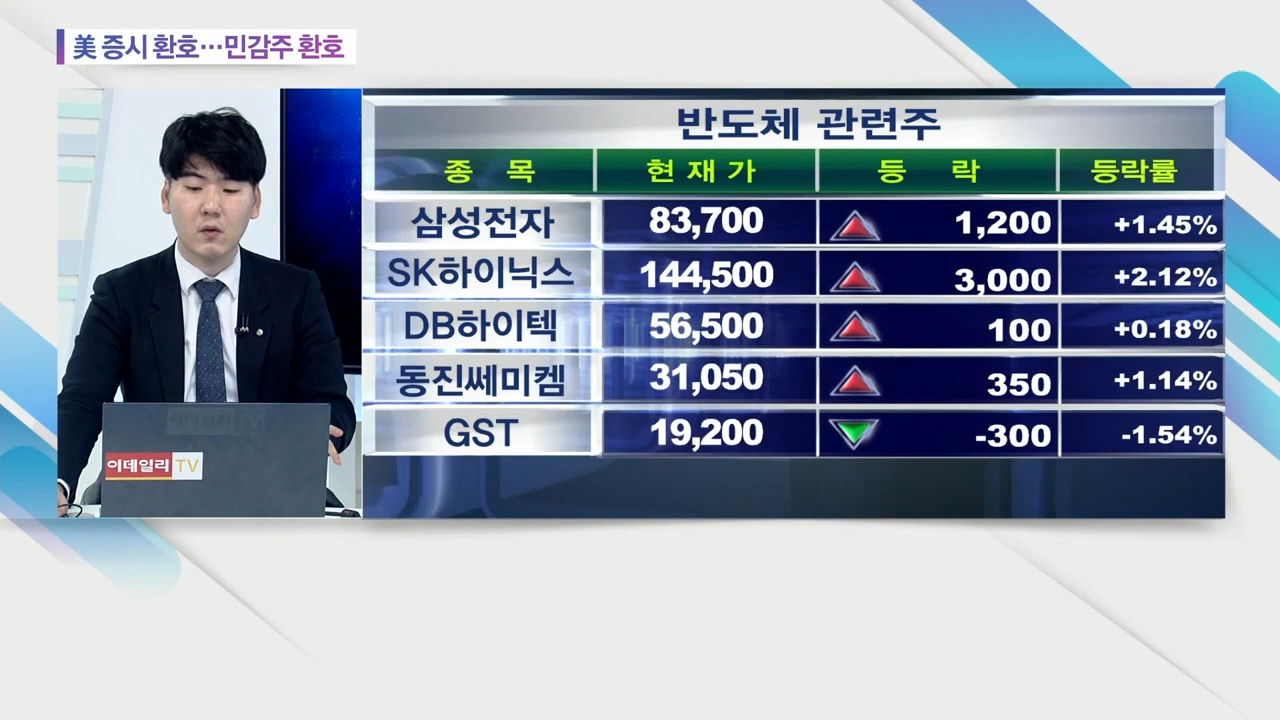 美 증시 환호…민감주 환호
반도체 관련주
종 목 현 재 가 등 락 등락률
삼성전자 83,700 1,200 +1.45%
SK하이닉스 144,500 3,000 +2.12%
DB하이텍 56,500 100 +0.18%
동진쎄미켐 31,050 350 +1.14%
GST 19,200 -300 -1.54%
이데일리 TV